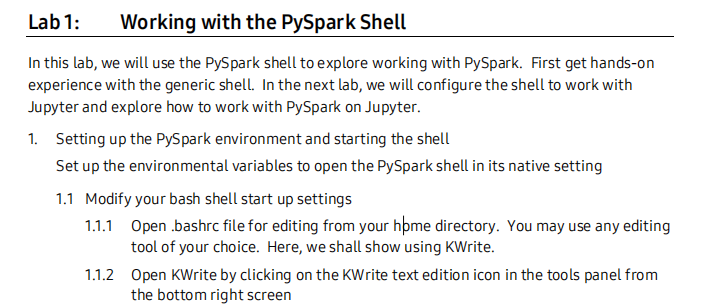 Lab 1: Working with the PySpark Shell
In this lab, we will use the PySpark shell to explore working with PySpark. First get hands-on
experience with the generic shell. In the next lab, we will configure the shell to work with
Jupyter and explore how to work with PySpark on Jupyter.
1. Setting up the PySpark environment and starting the shell
Set up the environmental variables to open the PySpark shell in its native setting
1.1 Modify your bash shell start up settings
1.1.1 Open .bashrc file for editing from your home directory. You may use any editing
tool of your choice. Here, we shall show using KWrite.
1.1.2 Open KWrite by clicking on the KWrite text edition icon in the tools panel from
the bottom right screen